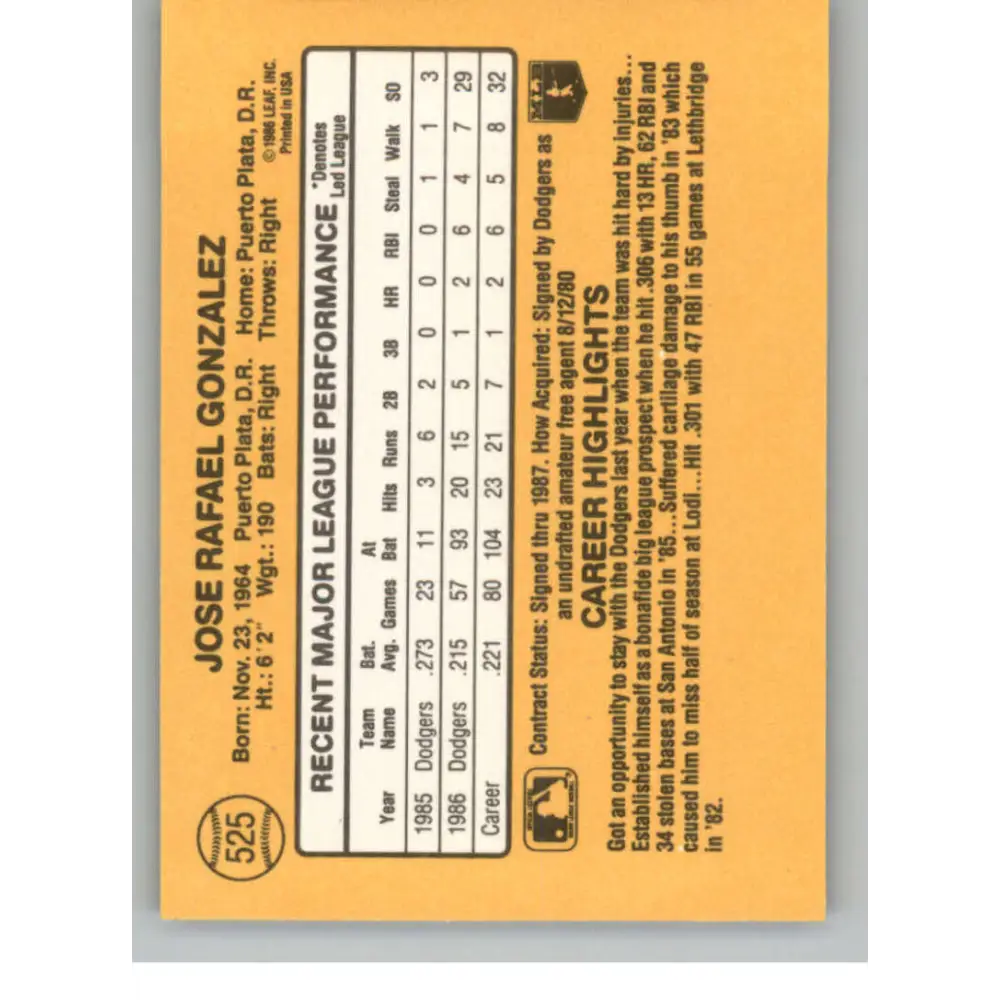 525
JOSE RAFAEL GONZALEZ
Born: Nov. 23, 1964 Puerto Plata, D.R. Home: Puerto Plata, D.R.
Ht.: 6'2" Wgt.: 190 Bats: Right Throws: Right
©1986 LEAF, INC.
Printed in USA
RECENT MAJOR LEAGUE PERFORMANCE
*Denotes
Led League
Team Bat. At
Year Name Avg. Games Bat Hits Runs 2B 3B HR RBI Steal Walk SO
1985 Dodgers .273 23 11 3 6 2 0 0 0 1 1 3
1986 Dodgers .215 57 93 20 15 5 1 2 6 4 7 29
Career .221 80 104 23 21 7 1 2 6 5 8 32
Contract Status: Signed thru 1987. How Acquired: Signed by Dodgers as
an undrafted amateur free agent 8/12/80
MLB
CAREER HIGHLIGHTS
Got an opportunity to stay with the Dodgers last year when the team was hit hard by injuries...
Established himself as a bonafide big league prospect when he hit .306 with 13 HR, 62 RBI and
34 stolen bases at San Antonio in '85...Suffered cartilage damage to his thumb in '83 which
caused him to miss half of season at Lodi...Hit .301 with 47 RBI in 55 games at Lethbridge
in '82.